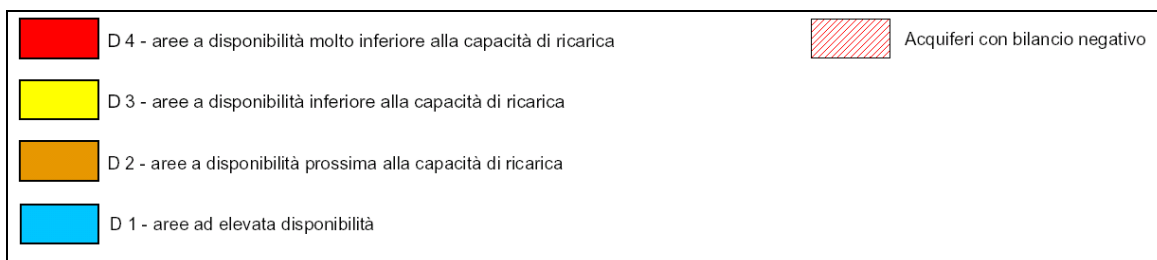 D 4 - aree a disponibilità molto inferiore alla capacità di ricarica
Acquiferi con bilancio negativo
D 3 - aree a disponibilità inferiore alla capacità di ricarica
D 2 - aree a disponibilità prossima alla capacità di ricarica
D 1 - aree ad elevata disponibilità